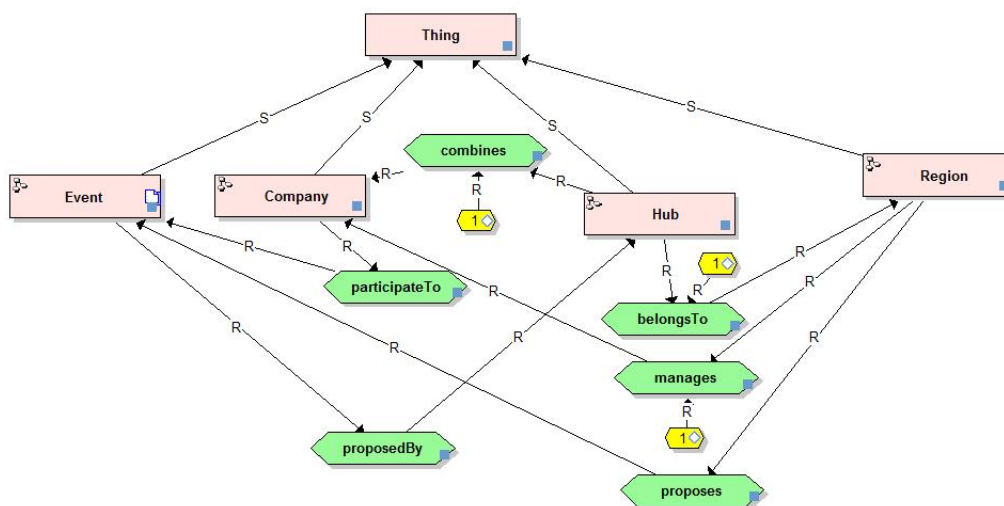 Thing
S
S
S
S
combines
R
R
R
Event
Company
Hub
Region
1
1
R
R
R
R
R
participateTo
R
belongsTo
R
R
R
R
R
R
manages
R
1
proposedBy
proposes